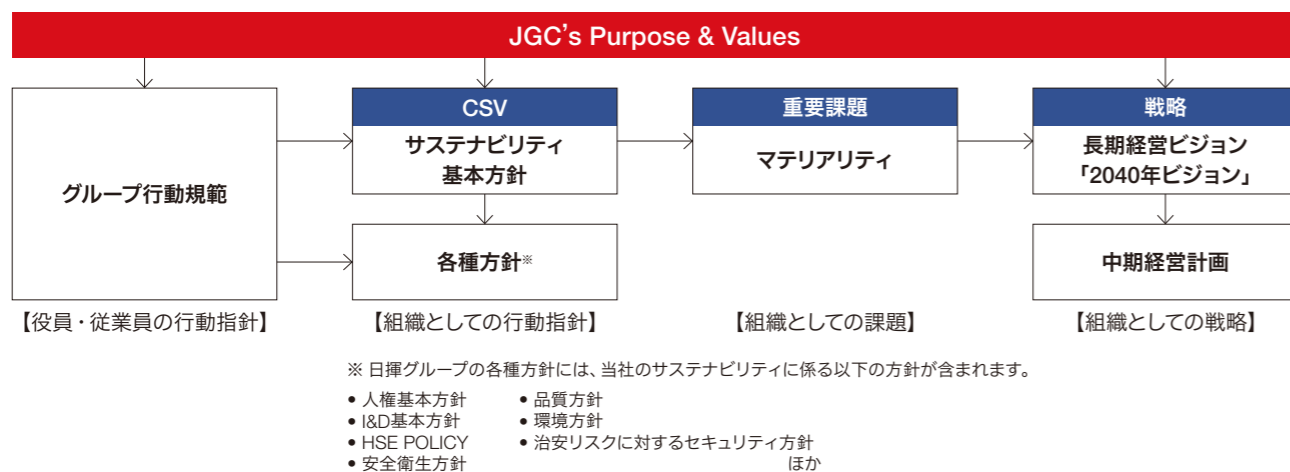 JGC’s Purpose & Values
グループ行動規範
【役員・従業員の行動指針】
CSV
サステナビリティ
基本方針
各種方針※
【組織としての行動指針】
重要課題
マテリアリティ
【組織としての課題】
戦略
長期経営ビジョン
「2040年ビジョン」
中期経営計画
【組織としての戦略】
※ 日揮グループの各種方針には、当社のサステナビリティに係る以下の方針が含まれます。
• 人権基本方針
• I&D基本方針
• HSE POLICY
• 安全衛生方針
• 品質方針
• 環境方針
• 治安リスクに対するセキュリティ方針
ほか